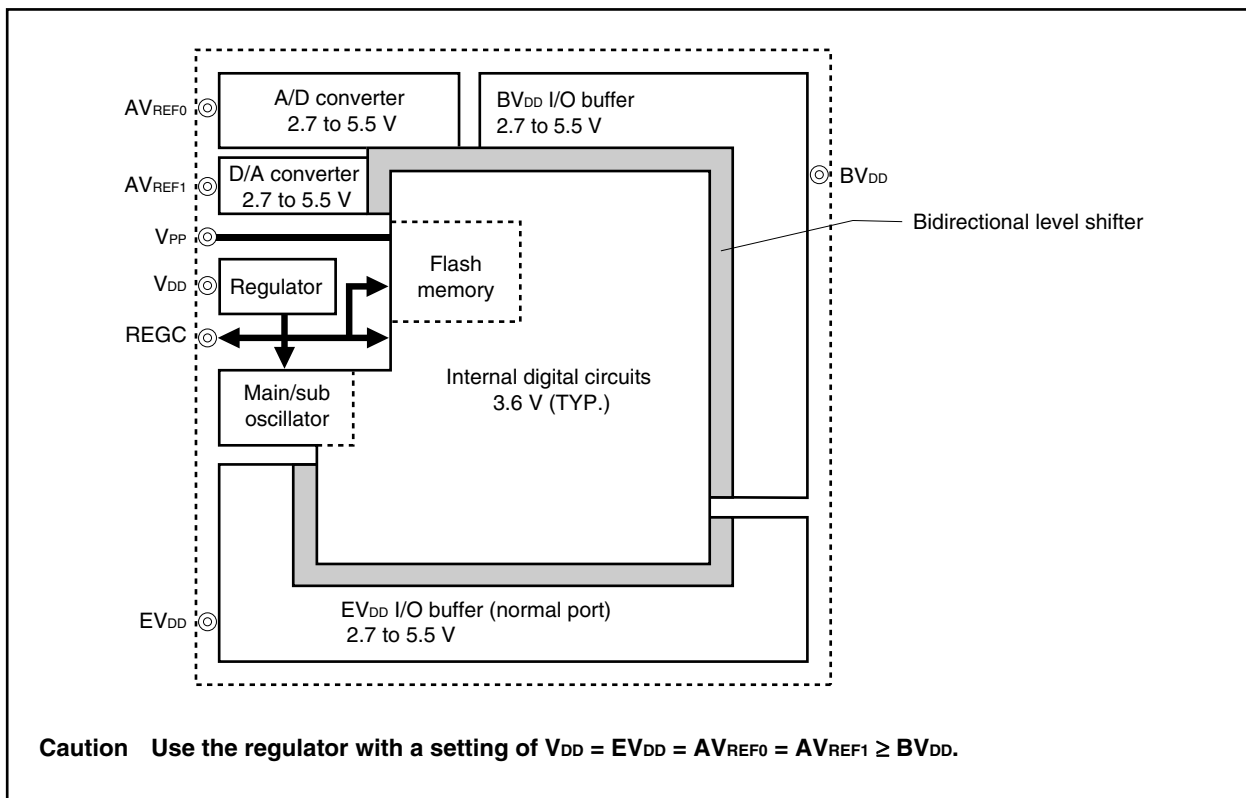 AVREF0
A/D converter
2.7 to 5.5 V
BVDD I/O buffer
2.7 to 5.5 V
AVREF1
D/A converter
2.7 to 5.5 V
BVDD
Bidirectional level shifter
VPP
Flash
memory
VDD
Regulator
REGC
Main/sub
oscillator
Internal digital circuits
3.6 V (TYP.)
EVDD
EVDD I/O buffer (normal port)
2.7 to 5.5 V
Caution Use the regulator with a setting of VDD = EVDD = AVREF0 = AVREF1 ≥ BVDD.